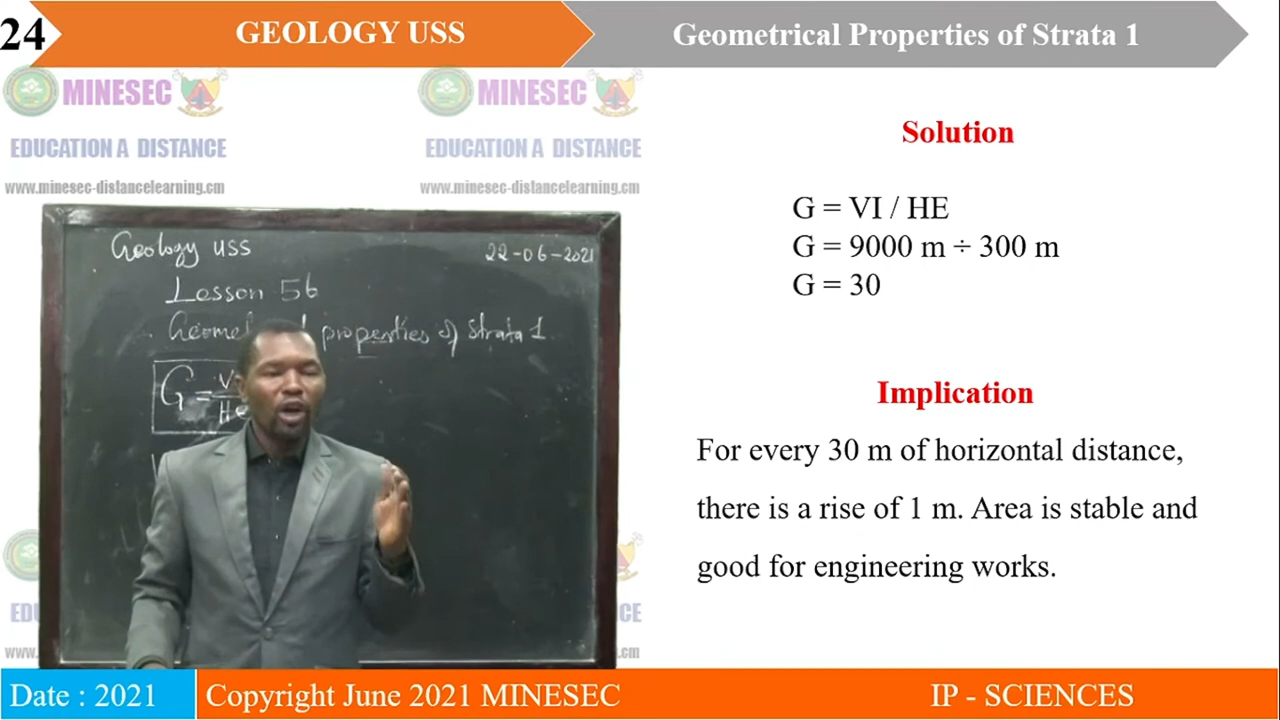 24
GEOLOGY USS
Geometrical Properties of Strata 1
MINESEC
MINESEC
EDUCATION A DISTANCE
EDUCATION A DISTANCE
www.minesec-distancelearning.cm
www.minesec-distancelearning.cm
Geology USS
22-06-2021
Lesson 56
properties of Strata 1
G =
Solution
G = VI / HE
G = 9000 m ÷ 300 m
G = 30
Implication
For every 30 m of horizontal distance,
there is a rise of 1 m. Area is stable and
good for engineering works.
Date : 2021
Copyright June 2021 MINESEC
IP - SCIENCES